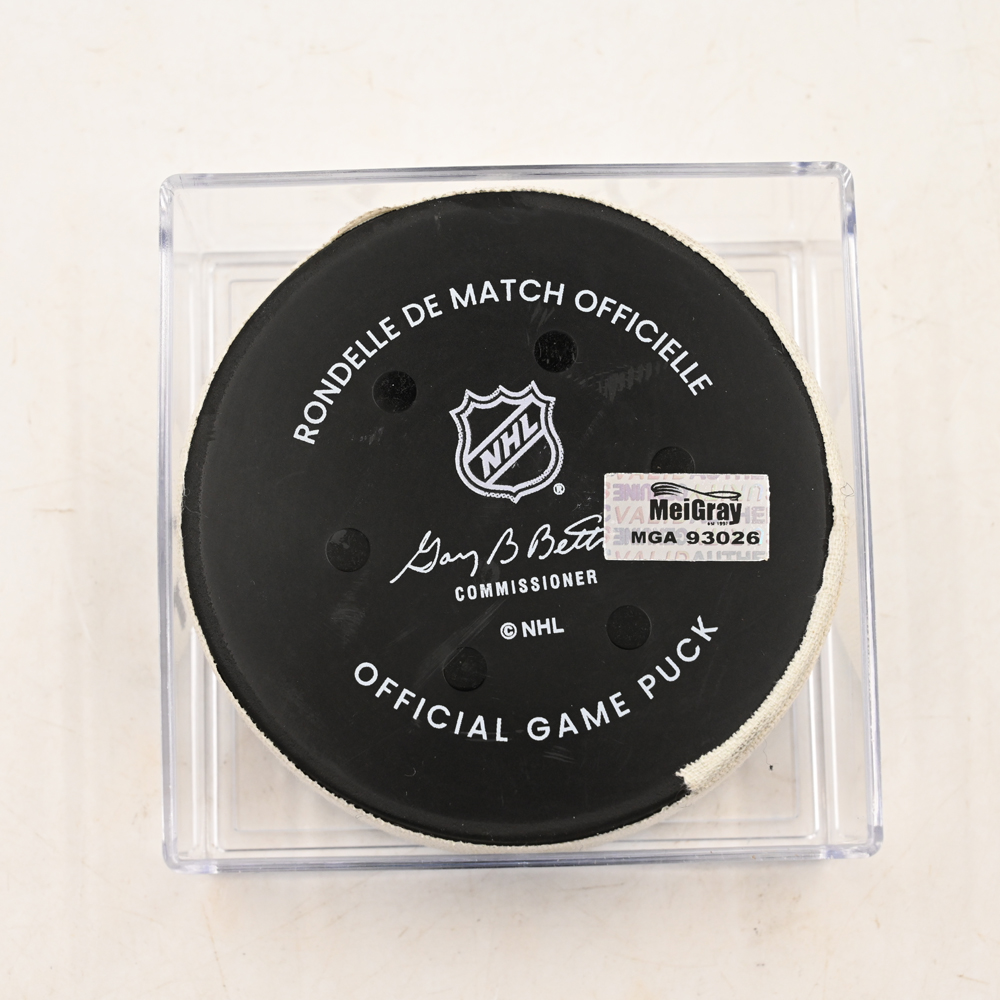 RONDELLE DE MATCH OFFICIELLE
NHL
®
MeiGray
MGA 93026
Gary B Bett
COMMISSIONER
© NHL
OFFICIAL GAME PUCK